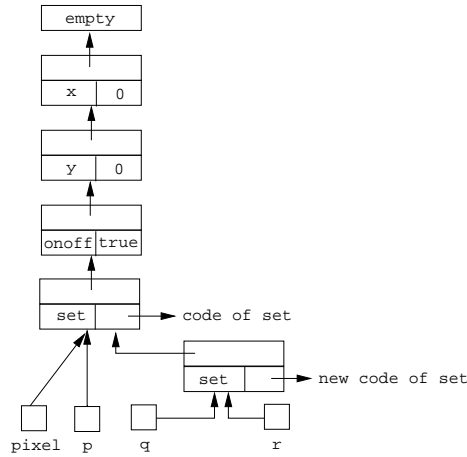 empty
x 0
y 0
onoff true
set code of set
set new code of set
pixel p q r